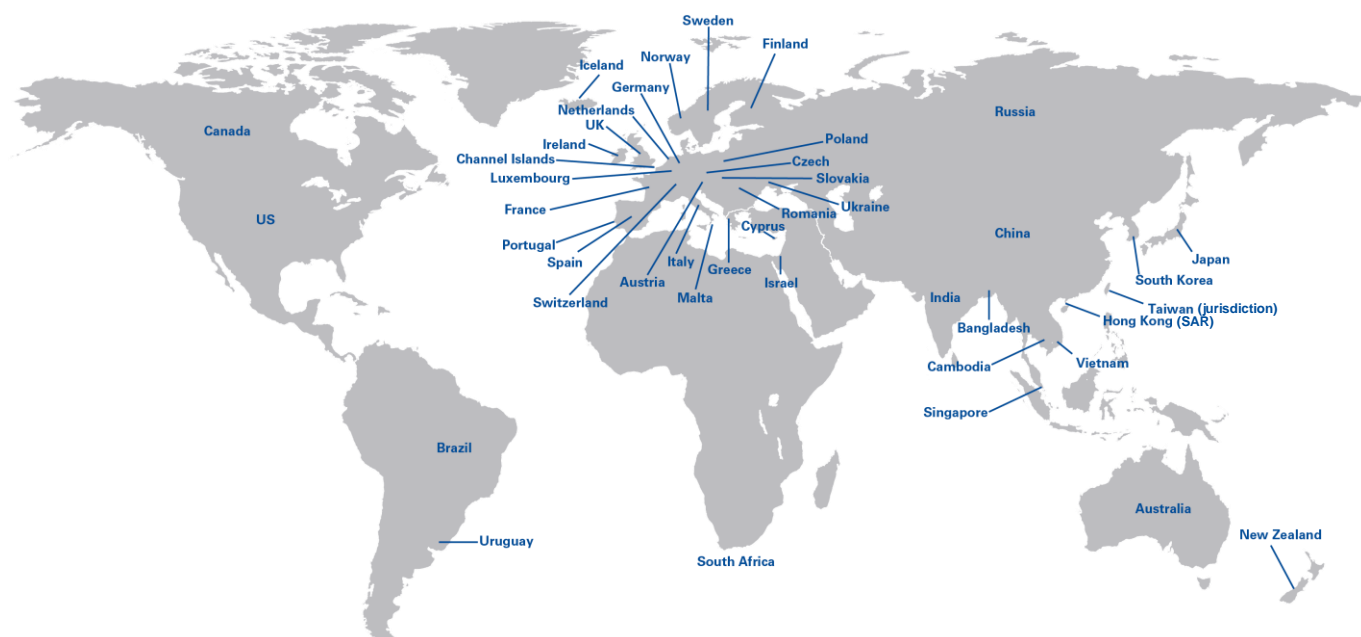 Sweden
Norway
Finland
Iceland
Germany
Netherlands
UK
Ireland
Channel Islands
Luxembourg
France
Portugal
Spain
Switzerland
Austria
Italy
Malta
Greece
Cyprus
Israel
Poland
Czech
Slovakia
Ukraine
Romania
Russia
Canada
US
China
Japan
South Korea
India
Bangladesh
Taiwan (jurisdiction)
Hong Kong (SAR)
Cambodia
Vietnam
Singapore
Brazil
Uruguay
South Africa
Australia
New Zealand